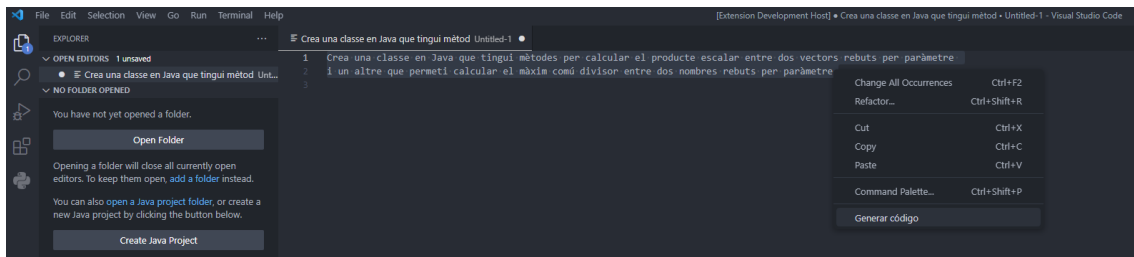 File Edit Selection View Go Run Terminal Help
[Extension Development Host] • Crea una classe en Java que tingui mètod • Untitled-1 - Visual Studio Code
EXPLORER ...
OPEN EDITORS 1 unsaved
● Crea una classe en Java que tingui mètod Unt...
NO FOLDER OPENED
You have not yet opened a folder.
Open Folder
Opening a folder will close all currently open
editors. To keep them open, add a folder instead.
You can also open a Java project folder, or create a
new Java project by clicking the button below.
Create Java Project
Crea una classe en Java que tingui mètod Untitled-1 ●
1 Crea una classe en Java que tingui mètodes per calcular el producte escalar entre dos vectors rebuts per paràmetre
2 i un altre que permeti calcular el màxim comú divisor entre dos nombres rebuts per paràmetre
3
Change All Occurrences Ctrl+F2
Refactor... Ctrl+Shift+R
Cut Ctrl+X
Copy Ctrl+C
Paste Ctrl+V
Command Palette... Ctrl+Shift+P
Generar código